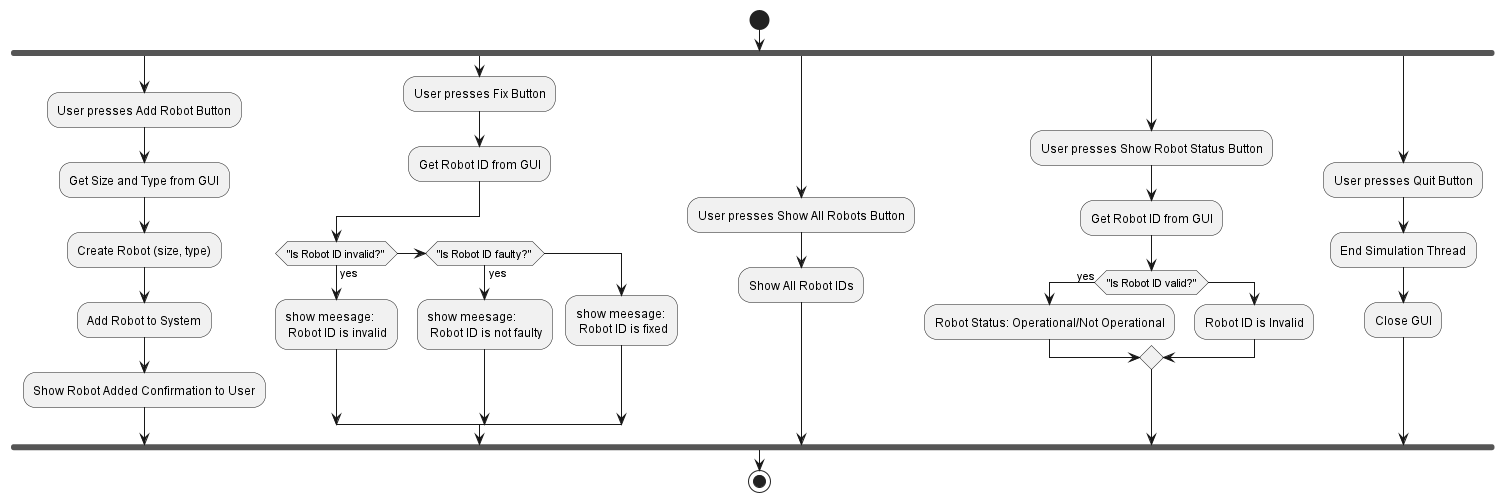 User presses Add Robot Button
Get Size and Type from GUI
Create Robot (size, type)
Add Robot to System
Show Robot Added Confirmation to User
User presses Fix Button
Get Robot ID from GUI
"Is Robot ID invalid?"
yes
show meesage:
Robot ID is invalid
"Is Robot ID faulty?"
yes
show meesage:
Robot ID is not faulty
show meesage:
Robot ID is fixed
User presses Show All Robots Button
Show All Robot IDs
User presses Show Robot Status Button
Get Robot ID from GUI
yes
"Is Robot ID valid?"
Robot Status: Operational/Not Operational
Robot ID is Invalid
User presses Quit Button
End Simulation Thread
Close GUI